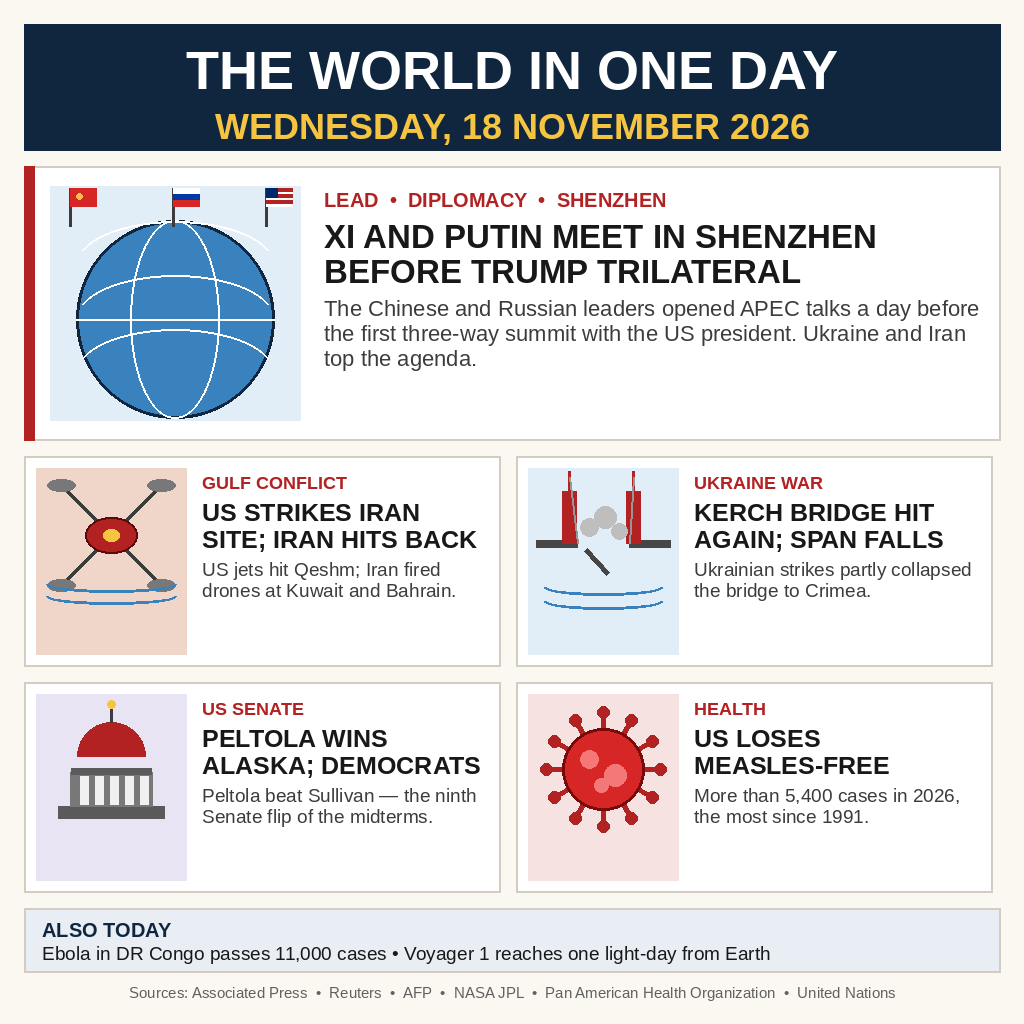 THE WORLD IN ONE DAY
WEDNESDAY, 18 NOVEMBER 2026
LEAD • DIPLOMACY • SHENZHEN
XI AND PUTIN MEET IN SHENZHEN
BEFORE TRUMP TRILATERAL
The Chinese and Russian leaders opened APEC talks a day before
the first three-way summit with the US president. Ukraine and Iran
top the agenda.
GULF CONFLICT
US STRIKES IRAN
SITE; IRAN HITS BACK
US jets hit Qeshm; Iran fired
drones at Kuwait and Bahrain.
UKRAINE WAR
KERCH BRIDGE HIT
AGAIN; SPAN FALLS
Ukrainian strikes partly collapsed
the bridge to Crimea.
US SENATE
PELTOLA WINS
ALASKA; DEMOCRATS
Peltola beat Sullivan — the ninth
Senate flip of the midterms.
HEALTH
US LOSES
MEASLES-FREE
More than 5,400 cases in 2026,
the most since 1991.
ALSO TODAY
Ebola in DR Congo passes 11,000 cases • Voyager 1 reaches one light-day from Earth
Sources: Associated Press • Reuters • AFP • NASA JPL • Pan American Health Organization • United Nations